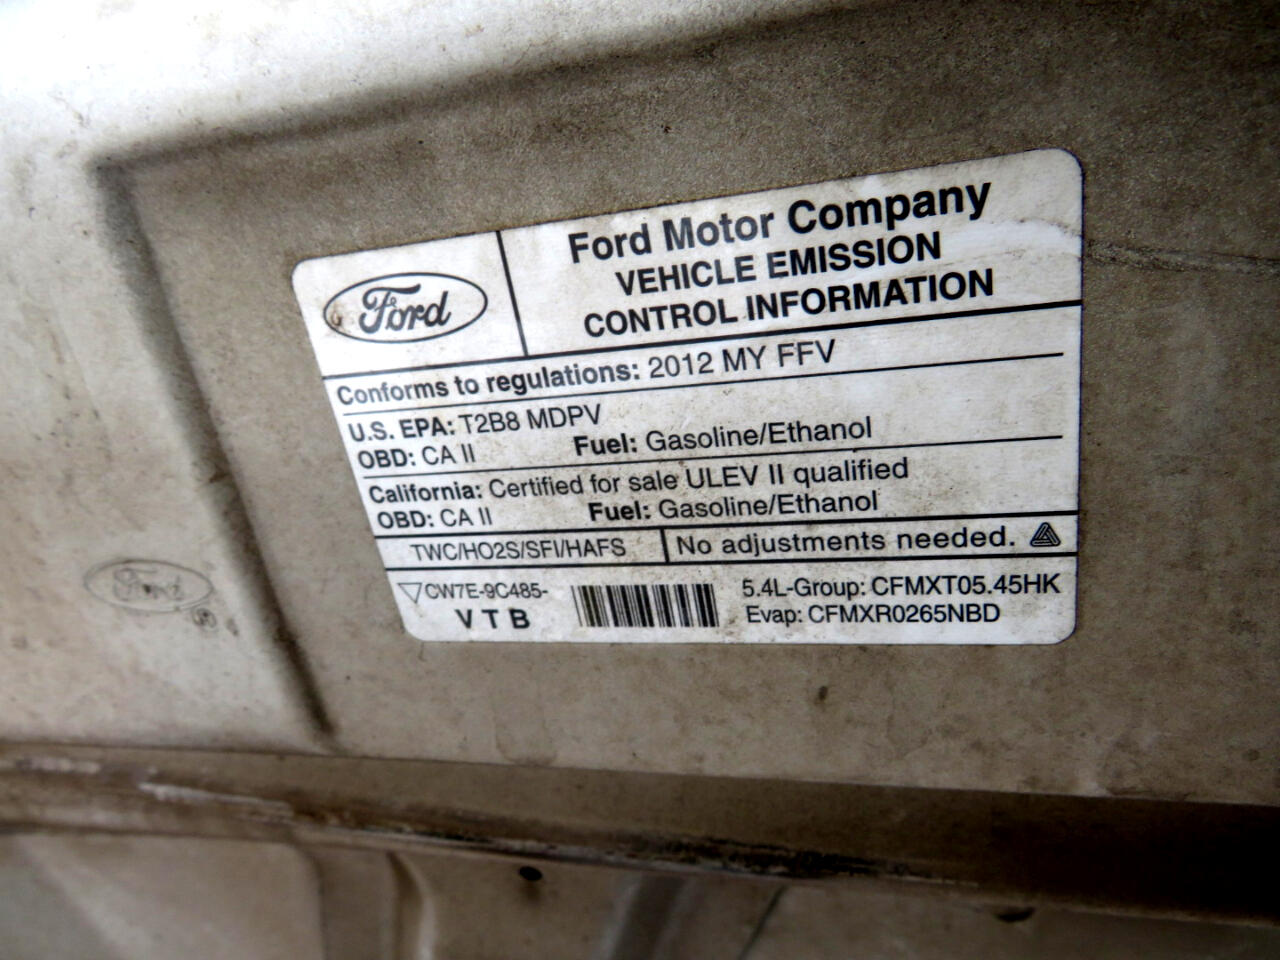 Ford
Ford Motor Company
VEHICLE EMISSION
CONTROL INFORMATION
Conforms to regulations: 2012 MY FFV
U.S. EPA: T2B8 MDPV
OBD: CA II Fuel: Gasoline/Ethanol
California: Certified for sale ULEV II qualified
OBD: CA II Fuel: Gasoline/Ethanol
TWC/HO2S/SFI/HAFS No adjustments needed.
CW7E-9C485-
V T B
5.4L-Group: CFMXT05.45HK
Evap: CFMXR0265NBD
Ford